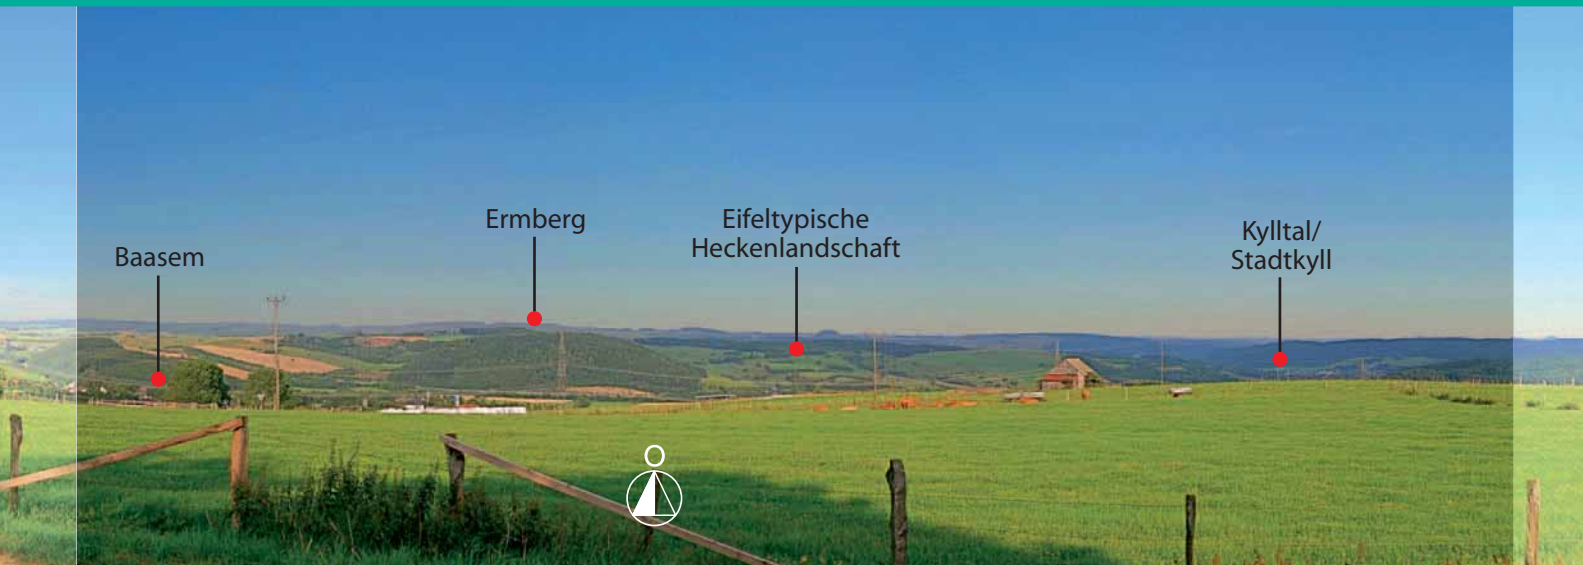 Baasem
Ermberg
Eifeltypische
Heckenlandschaft
Kylltal/
Stadtkyll
O